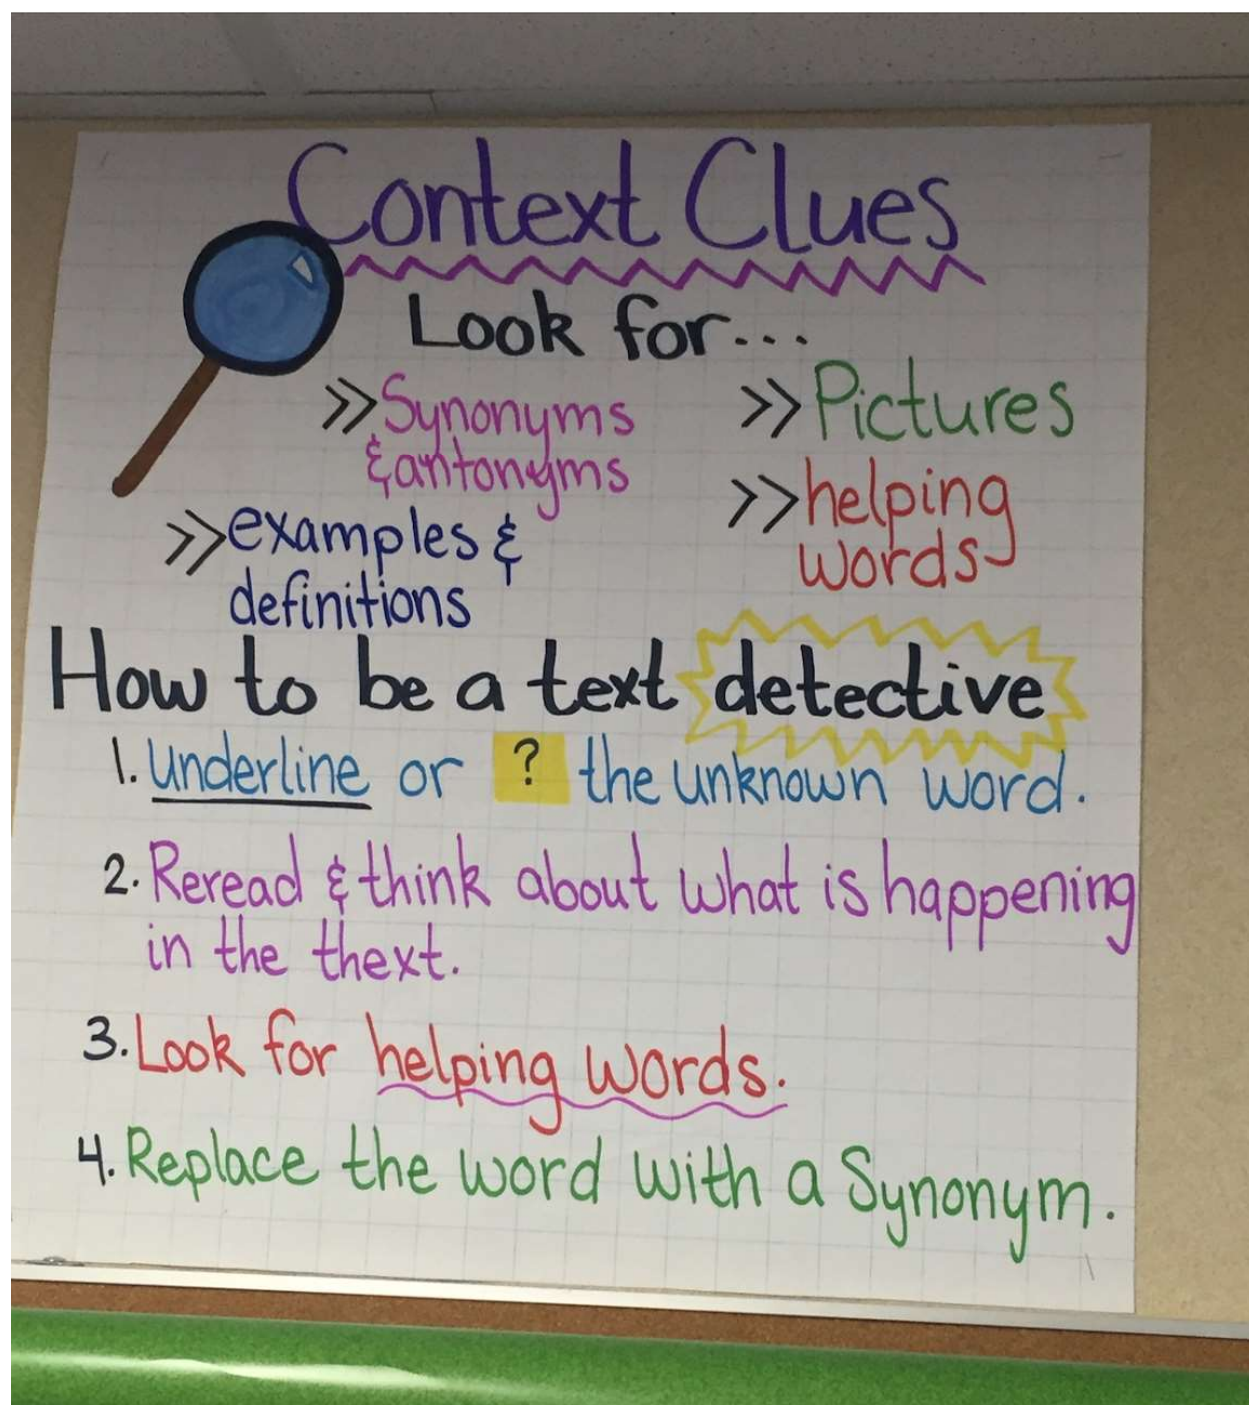 Context Clues
Look for...
>> Synonyms
& antonyms
>> examples &
definitions
>> Pictures
>> helping
words
How to be a text detective
1. Underline or ? the unknown word.
2. Reread & think about what is happening
in the thext.
3. Look for helping words.
4. Replace the word with a Synonym.